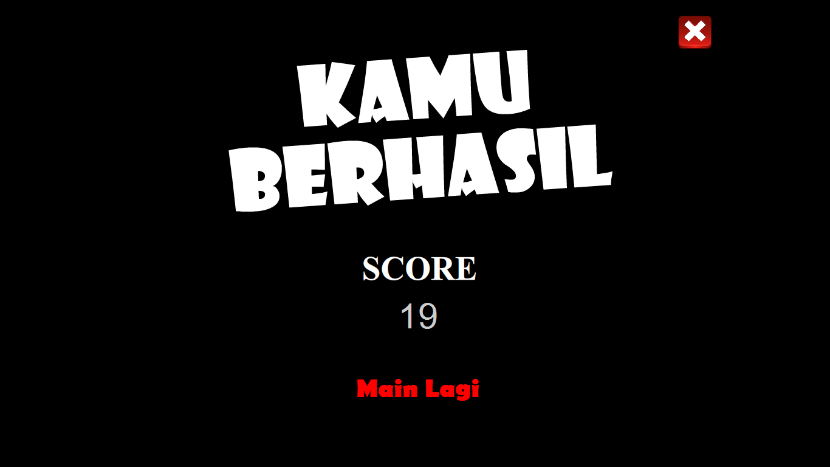 KAMU
BERHASIL
SCORE
19
Main Lagi